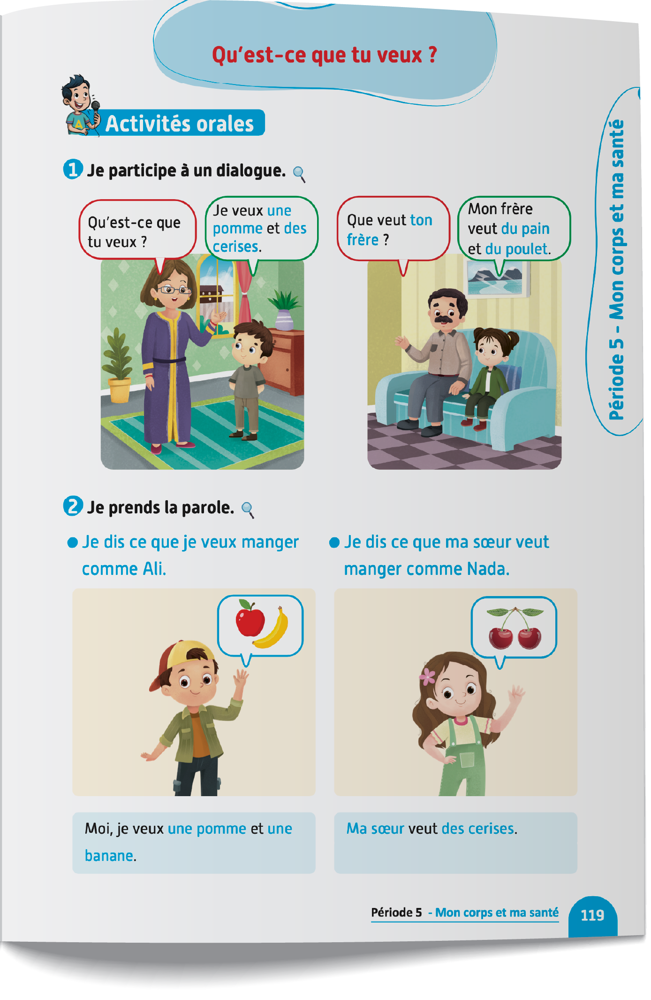 Qu'est-ce que tu veux ?
A
Activités orales
1 Je participe à un dialogue.
Qu'est-ce que
tu veux ?
Je veux une
pomme et des
cerises.
Que veut ton
frère ?
Mon frère
veut du pain
et du poulet.
2 Je prends la parole.
● Je dis ce que je veux manger
comme Ali.
● Je dis ce que ma sœur veut
manger comme Nada.
Moi, je veux une pomme et une
banane.
Ma sœur veut des cerises.
Période 5 - Mon corps et ma santé
119
Période 5 - Mon corps et ma santé